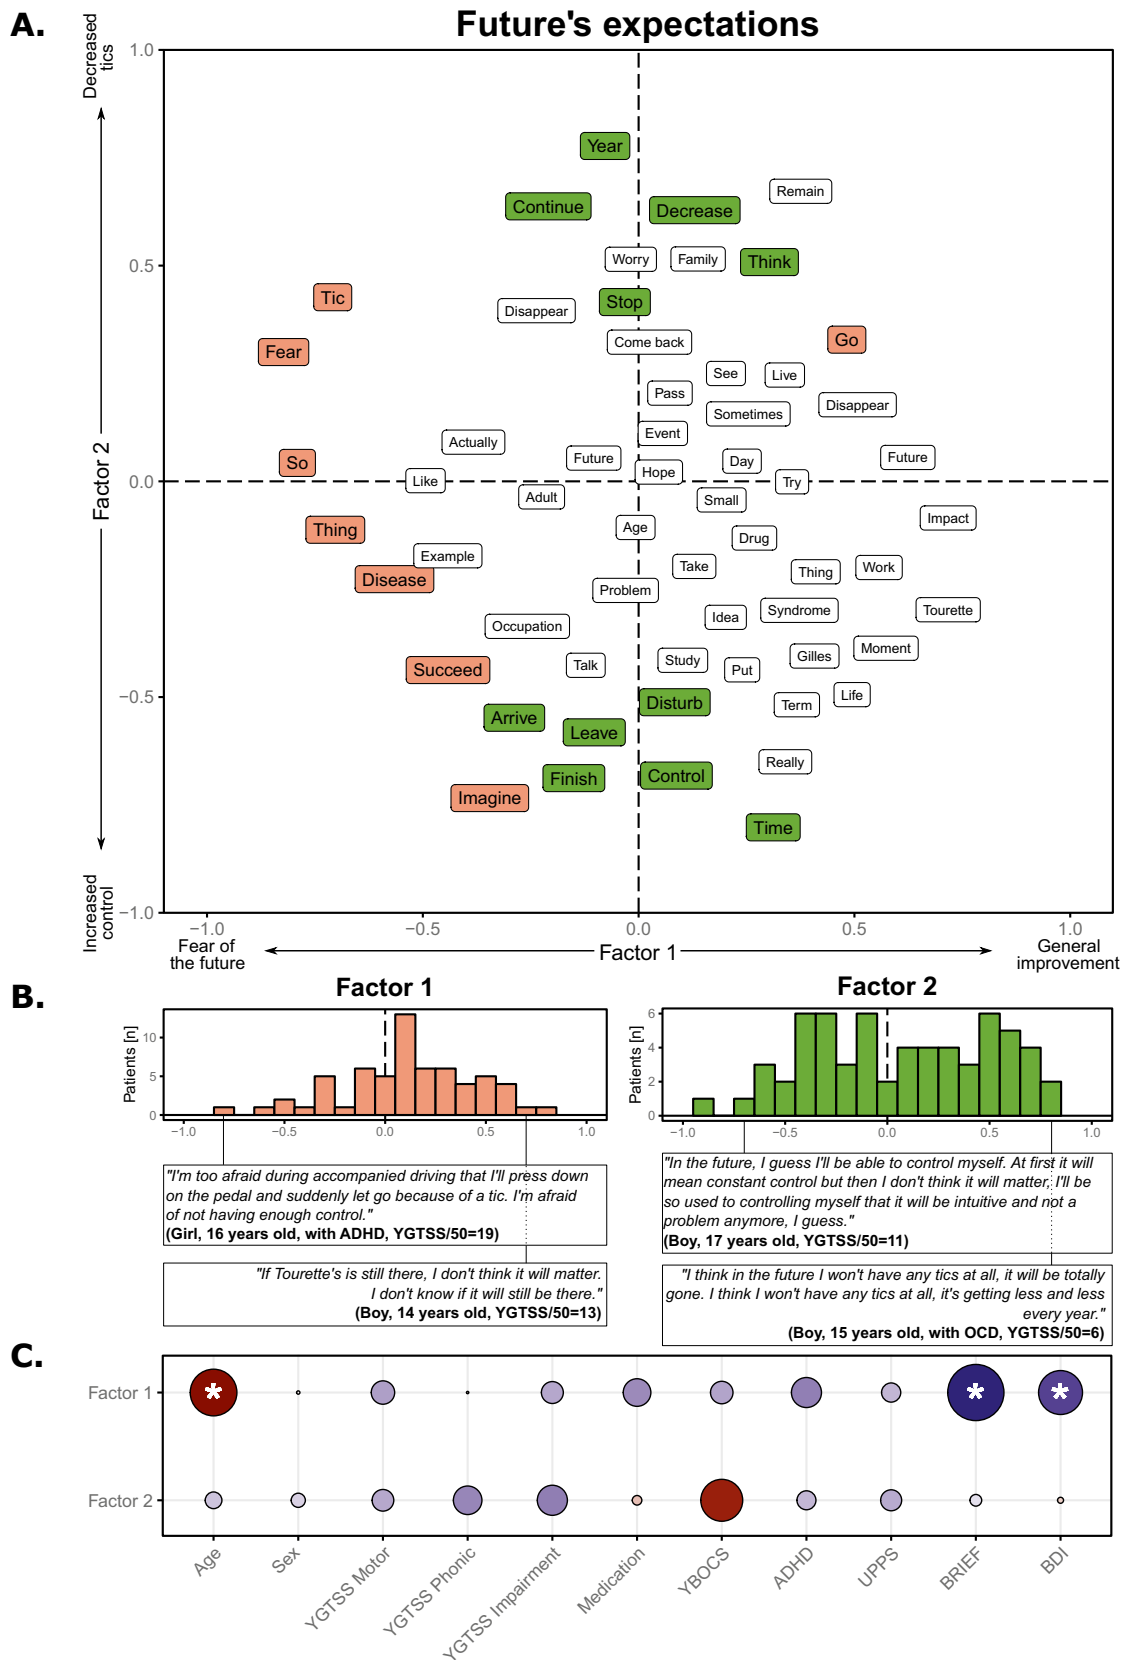 A.
Future's expectations
Decreased
tics
Factor 2
Increased
control
1.0
0.5
0.0
−0.5
−1.0
Year
Remain
Continue
Decrease
Worry
Family
Think
Tic
Stop
Disappear
Come back
Go
Fear
See
Live
Pass
Disappear
Sometimes
Event
Actually
Future
Day
Future
So
Hope
Like
Try
Adult
Small
Impact
Thing
Age
Drug
Example
Take
Thing
Work
Disease
Problem
Idea
Syndrome
Tourette
Occupation
Moment
Gilles
Study
Talk
Put
Succeed
Life
Disturb
Term
Arrive
Leave
Really
Finish
Control
Imagine
Time
−1.0
−0.5
0.0
0.5
1.0
Fear of
the future
Factor 1
General
improvement
B.
Factor 1
Patients [n]
10
5
0
−1.0
−0.5
0.0
0.5
1.0
"I'm too afraid during accompanied driving that I'll press down
on the pedal and suddenly let go because of a tic. I'm afraid
of not having enough control."
(Girl, 16 years old, with ADHD, YGTSS/50=19)
"If Tourette's is still there, I don't think it will matter.
I don't know if it will still be there."
(Boy, 14 years old, YGTSS/50=13)
Factor 2
Patients [n]
6
4
2
0
−1.0
−0.5
0.0
0.5
1.0
"In the future, I guess I'll be able to control myself. At first it will
mean constant control but then I don't think it will matter, I'll be
so used to controlling myself that it will be intuitive and not a
problem anymore, I guess."
(Boy, 17 years old, YGTSS/50=11)
"I think in the future I won't have any tics at all, it will be totally
gone. I think I won't have any tics at all, it's getting less and less
every year."
(Boy, 15 years old, with OCD, YGTSS/50=6)
C.
Factor 1
* * *
Factor 2
Age
Sex
YGTSS Motor
YGTSS Phonic
YGTSS Impairment
Medication
YBOCS
ADHD
UPPS
BRIEF
BDI